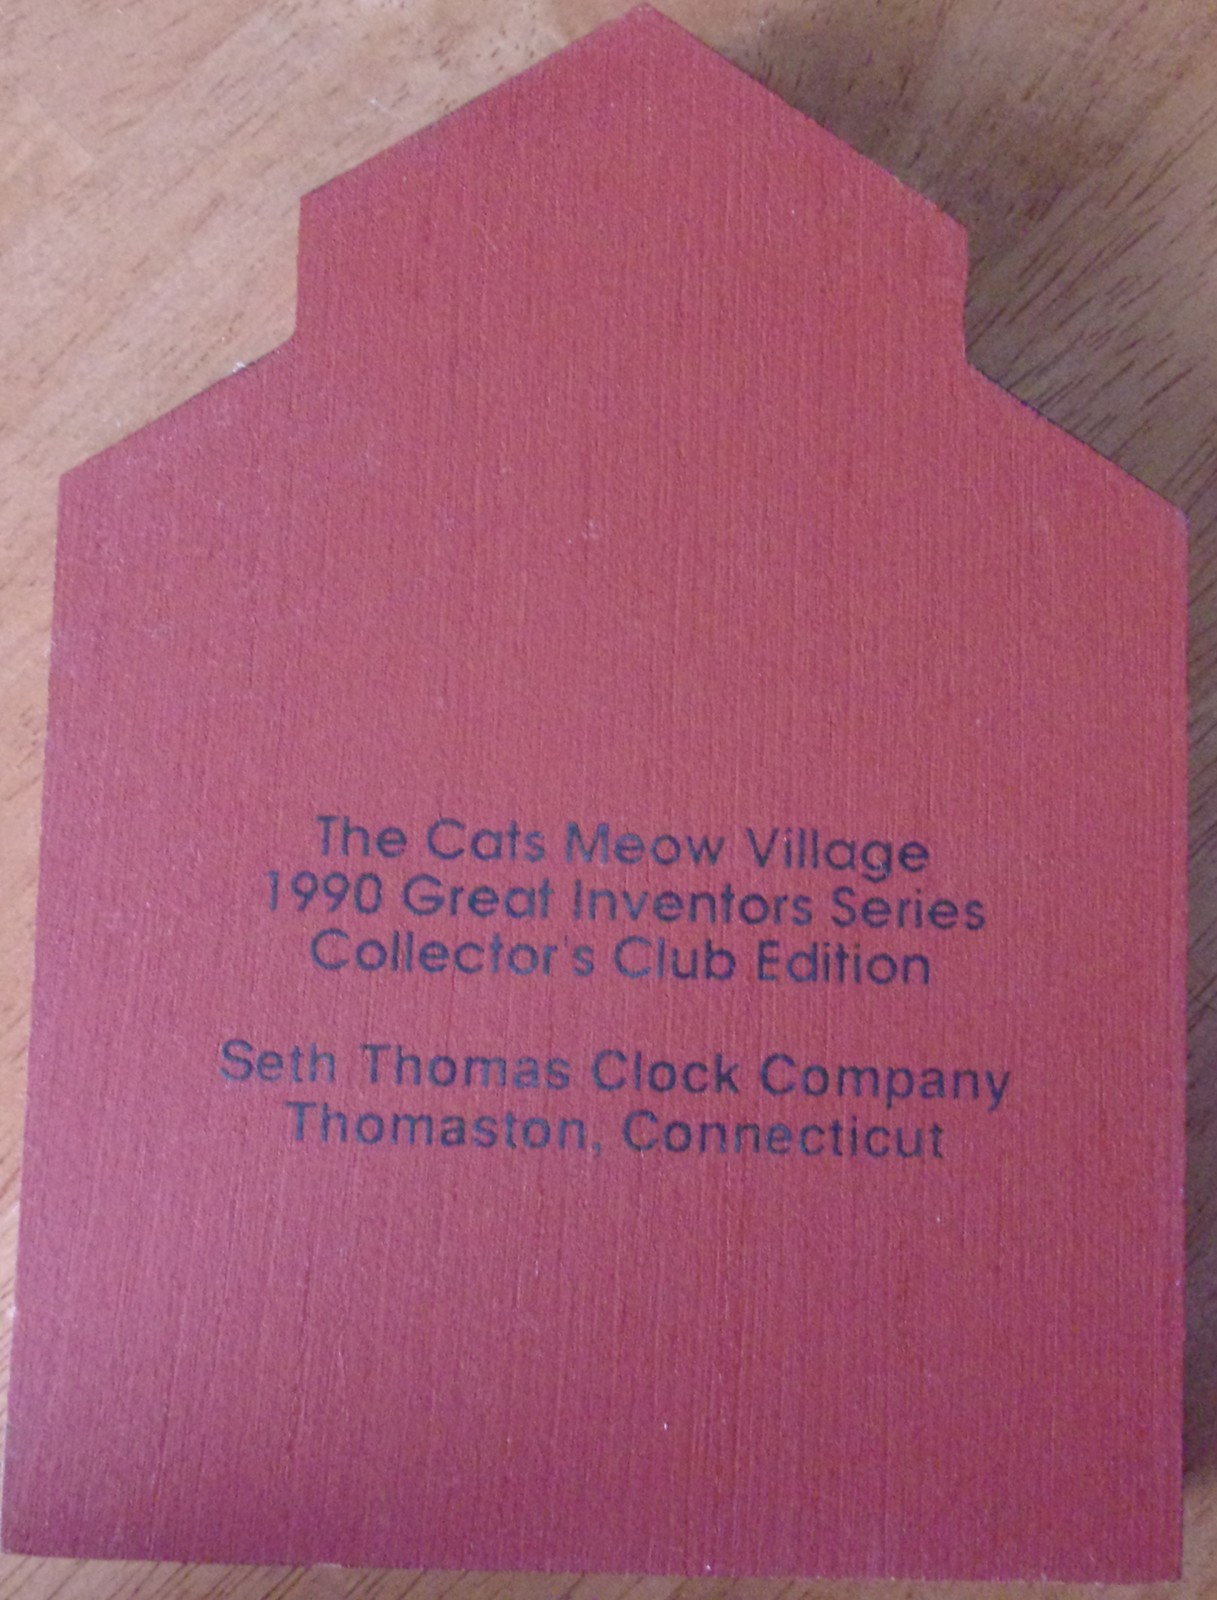 The Cats Meow Village
1990 Great Inventors Series
Collector's Club Edition
Seth Thomas Clock Company
Thomaston, Connecticut